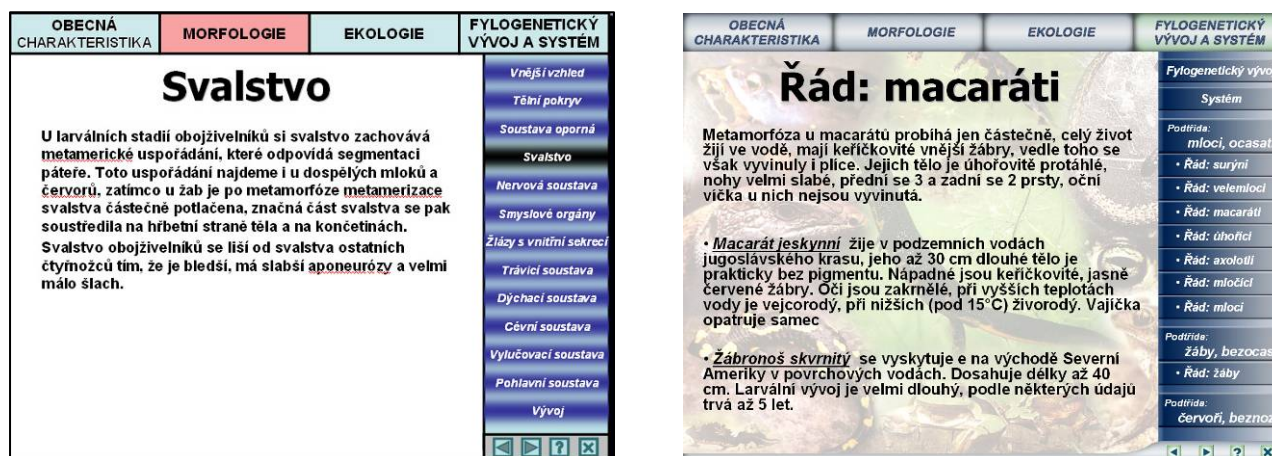 OBECNÁ
CHARAKTERISTIKA
MORFOLOGIE
EKOLOGIE
FYLOGENETICKÝ
VÝVOJ A SYSTÉM
Svalstvo
U larválních stadií obojživelníků si svalstvo zachovává
metamerické uspořádání, které odpovídá segmentaci
páteře. Toto uspořádání najdeme i u dospělých mloků a
červorů, zatímco u žab je po metamorfóze metamerizace
svalstva částečně potlačena, značná část svalstva se pak
soustředila na hřbetní straně těla a na končetinách.
Svalstvo obojživelníků se liší od svalstva ostatních
čtyřnožců tím, že je bledší, má slabší aponeurózy a velmi
málo šlach.
Vnější vzhled
Tělní pokryv
Soustava oporná
Svalstvo
Nervová soustava
Smyslové orgány
Žlázy s vnitřní sekrecí
Trávicí soustava
Dýchací soustava
Cévní soustava
Vylučovací soustava
Pohlavní soustava
Vývoj
?
OBECNÁ
CHARAKTERISTIKA
MORFOLOGIE
EKOLOGIE
FYLOGENETICKÝ
VÝVOJ A SYSTÉM
Řád: macaráti
Metamorfóza u macarátů probíhá jen částečně, celý život
žijí ve vodě, mají keříčkovité vnější žábry, vedle toho se
však vyvinuly i plíce. Jejich tělo je úhořovitě protáhlé,
nohy velmi slabé, přední se 3 a zadní se 2 prsty, oční
víčka u nich nejsou vyvinutá.
• Macarát jeskynní žije v podzemních vodách
jugoslávského krasu, jeho až 30 cm dlouhé tělo je
prakticky bez pigmentu. Nápadné jsou keříčkovité, jasně
červené žábry. Oči jsou zakrnělé, při vyšších teplotách
vody je vejcorodý, při nižších (pod 15°C) živorodý. Vajíčka
opatruje samec
• Žábronoš skvrnitý se vyskytuje e na východě Severní
Ameriky v povrchových vodách. Dosahuje délky až 40
cm. Larvální vývoj je velmi dlouhý, podle některých údajů
trvá až 5 let.
Fylogenetický vývo
Systém
Podtřída:
mloci, ocasat
• Řád: surýni
• Řád: velemloci
• Řád: macaráti
• Řád: úhoříci
• Řád: axolotli
• Řád: mločíci
• Řád: mloci
Podtřída:
žáby, bezocas
• Řád: žáby
Podtřída:
červoři, beznoz
?